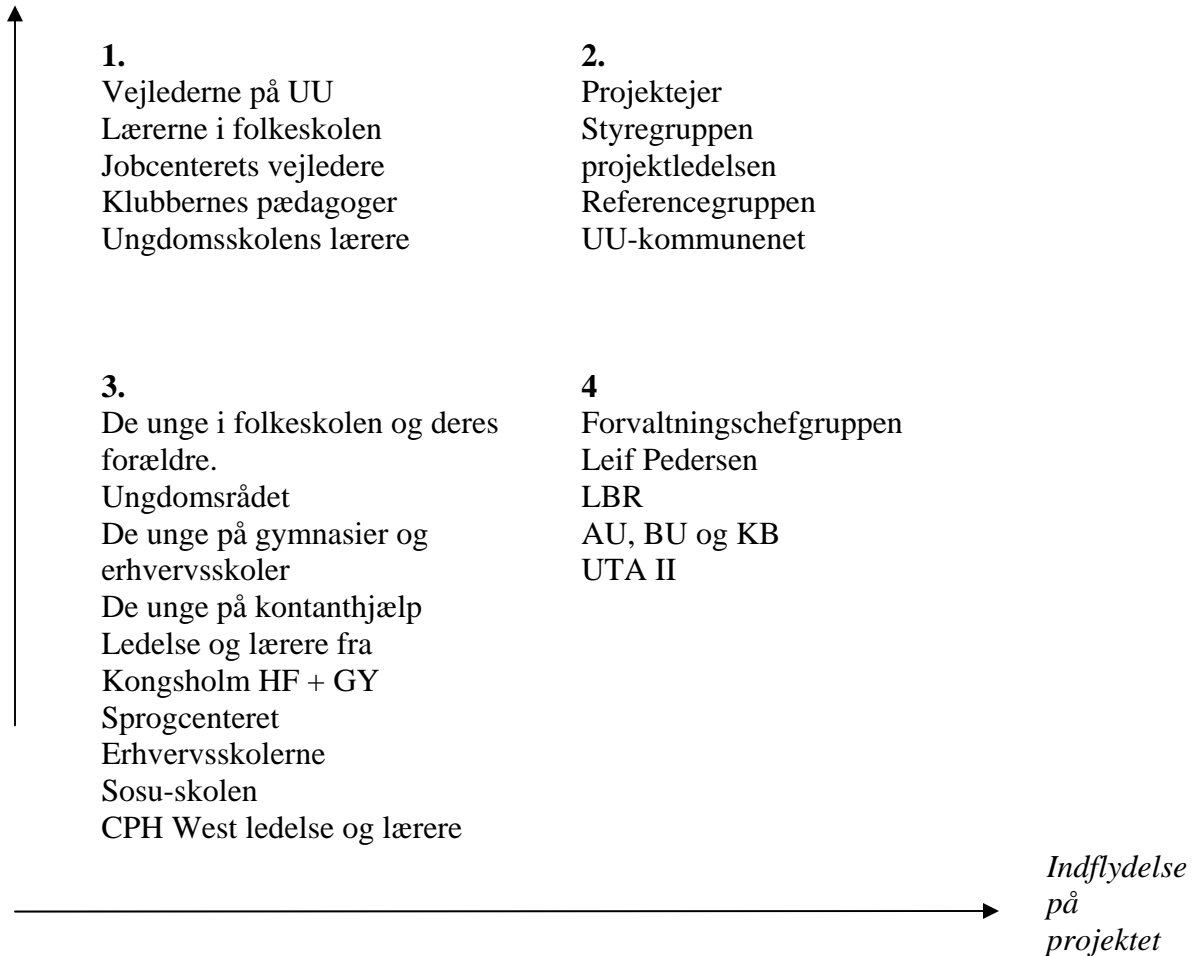 1.
Vejlederne på UU
Lærerne i folkeskolen
Jobcenterets vejledere
Klubbernes pædagoger
Ungdomsskolens lærere
2.
Projektejer
Styregruppen
projektledelsen
Referencegruppen
UU-kommunenet
3.
De unge i folkeskolen og deres
forældre.
Ungdomsrådet
De unge på gymnasier og
erhvervsskoler
De unge på kontanthjælp
Ledelse og lærere fra
Kongsholm HF + GY
Sprogcenteret
Erhvervsskolerne
Sosu-skolen
CPH West ledelse og lærere
4
Forvaltningschefgruppen
Leif Pedersen
LBR
AU, BU og KB
UTA II
Indflydelse
på
projektet